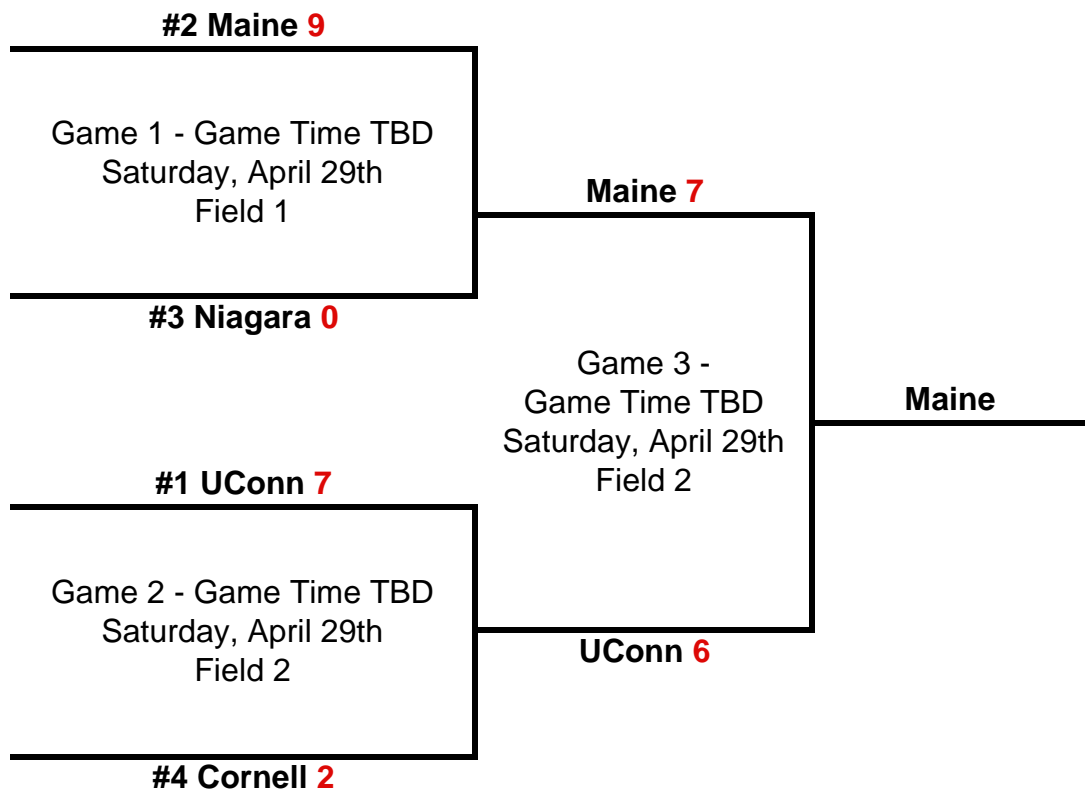 #2 Maine 9
Game 1 - Game Time TBD
Saturday, April 29th
Field 1
#3 Niagara 0
Maine 7
Game 3 -
Game Time TBD
Saturday, April 29th
Field 2
Maine
#1 UConn 7
Game 2 - Game Time TBD
Saturday, April 29th
Field 2
#4 Cornell 2
UConn 6